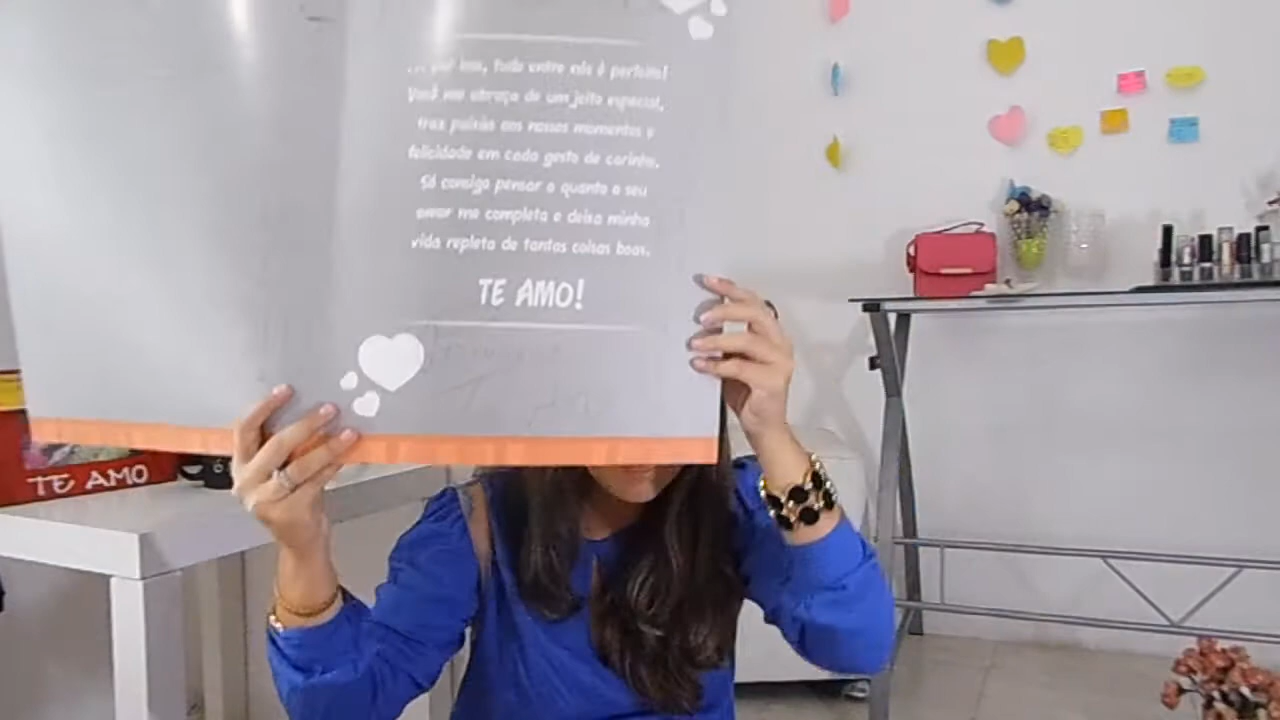 por isso, tudo entre nós é perfeito!
Você me abraça de um jeito especial,
traz paixão aos nossos momentos e
felicidade em cada gesto de carinho.
Só consigo pensar o quanto o seu
amor me completa e deixa minha
vida repleta de tantas coisas boas.
TE AMO!
TE AMO